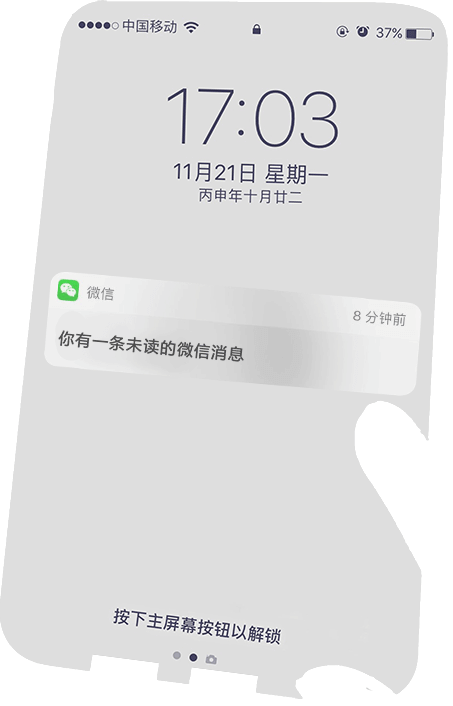 中国移动 37%
17:03
11月21日 星期一
丙申年十月廿二
微信
8 分钟前
你有一条未读的微信消息
按下主屏幕按钮以解锁